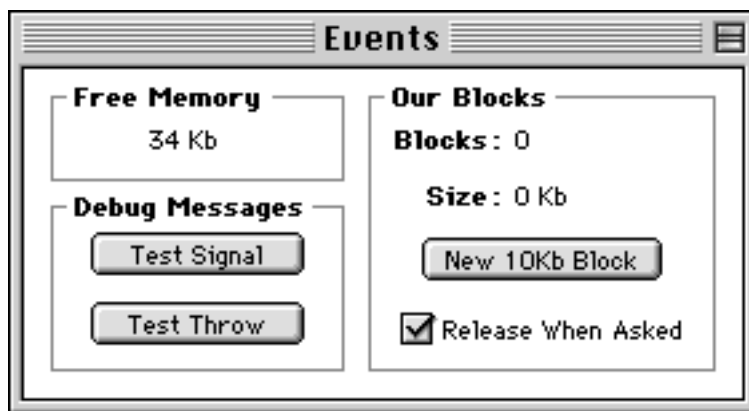 Events
Free Memory
34 Kb
Debug Messages
Test Signal
Test Throw
Our Blocks
Blocks: 0
Size: 0 Kb
New 10Kb Block
Release When Asked